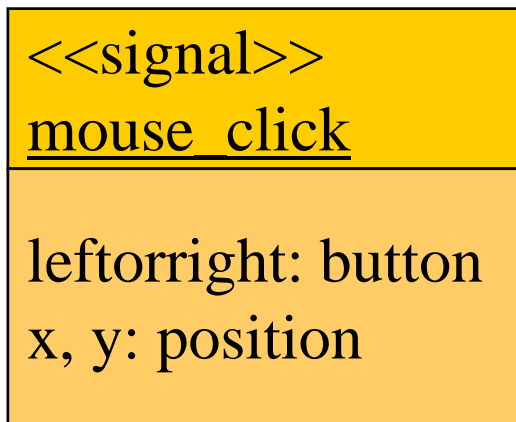 <<signal>>
mouse_click
leftorright: button
x, y: position